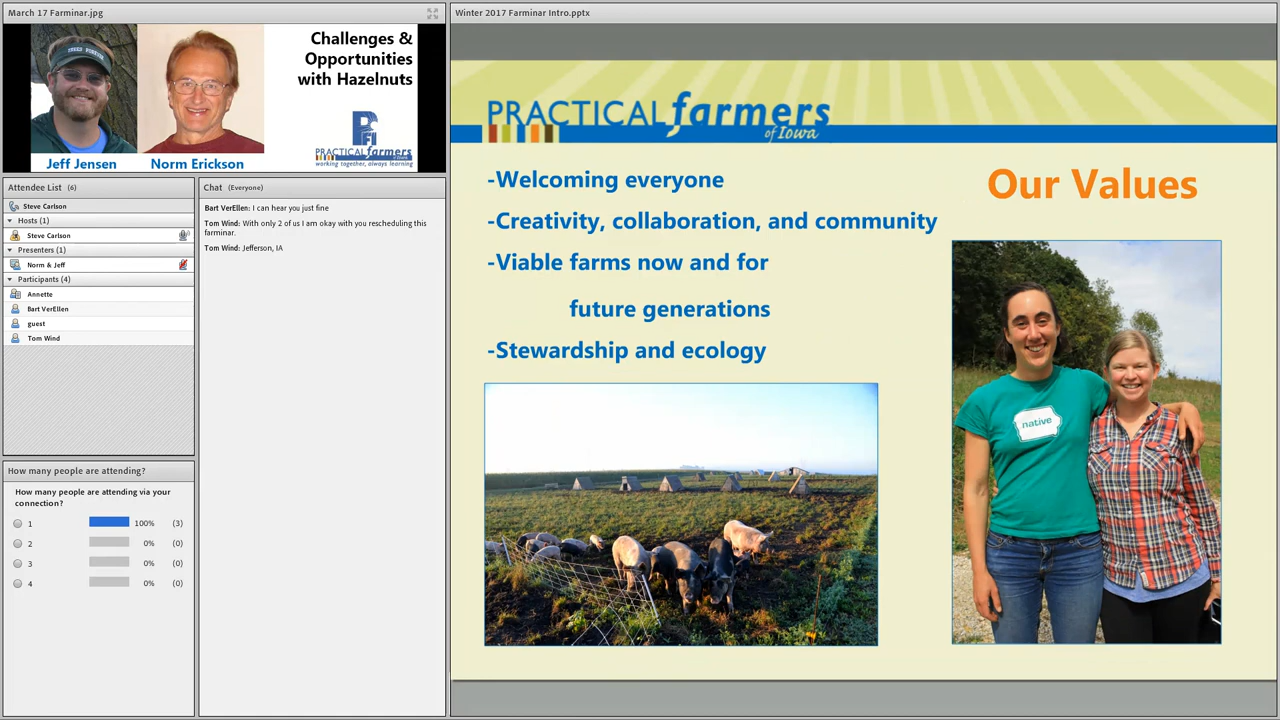 March 17 Farminar.jpg
Challenges &
Opportunities
with Hazelnuts
PFI
PRACTICAL farmers
of Iowa
working together, always learning
Jeff Jensen
Norm Erickson
Attendee List (6)
Steve Carlson
Hosts (1)
Steve Carlson
Presenters (1)
Norm & Jeff
Participants (4)
Annette
Bart VerEllen
guest
Tom Wind
How many people are attending?
How many people are attending via your
connection?
1 100% (3)
2 0% (0)
3 0% (0)
4 0% (0)
Chat (Everyone)
Bart VerEllen: I can hear you just fine
Tom Wind: With only 2 of us I am okay with you rescheduling this
farminar.
Tom Wind: Jefferson, IA
Winter 2017 Farminar Intro.pptx
PRACTICAL farmers
of Iowa
Our Values
-Welcoming everyone
-Creativity, collaboration, and community
-Viable farms now and for
future generations
-Stewardship and ecology
native